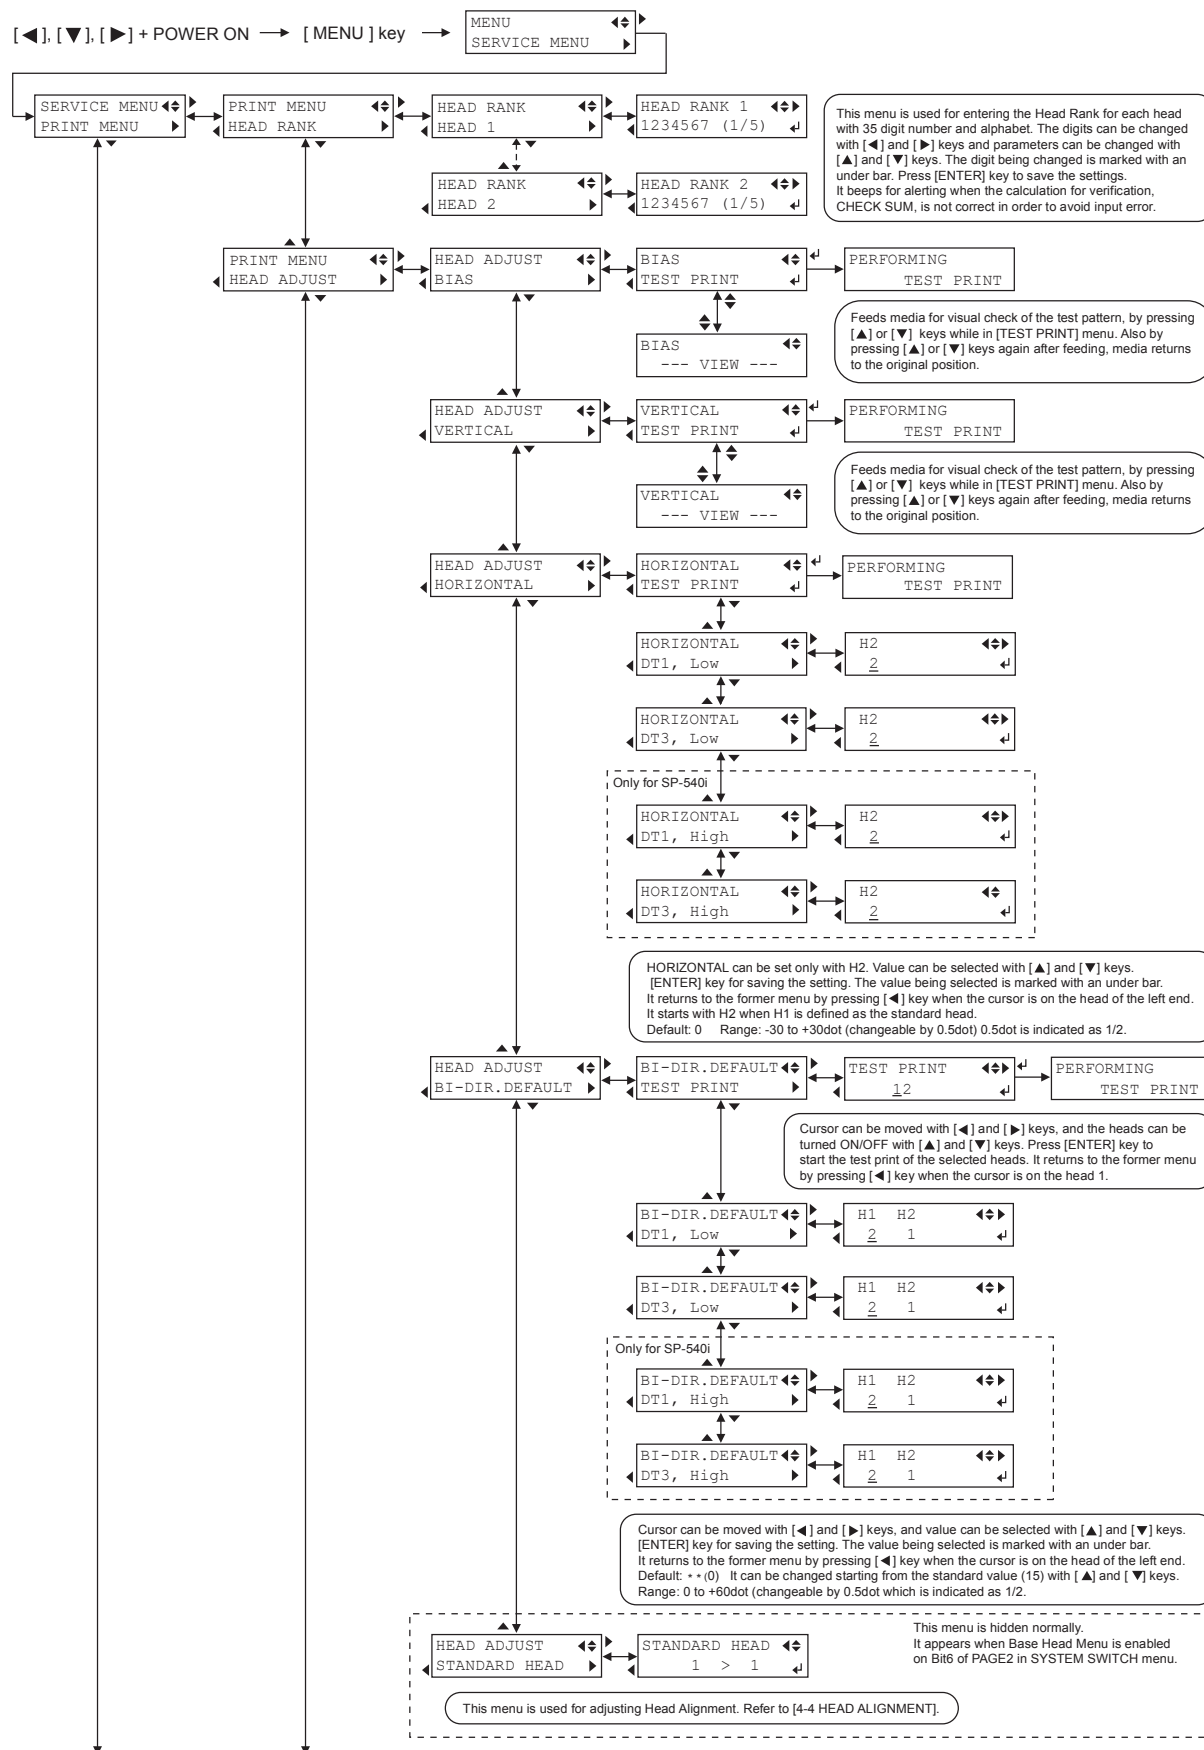 [◀], [▼], [▶] + POWER ON → [ MENU ] key →
MENU
SERVICE MENU
SERVICE MENU
PRINT MENU
PRINT MENU
HEAD RANK
HEAD RANK
HEAD 1
HEAD RANK 1
1234567 (1/5)
This menu is used for entering the Head Rank for each head
with 35 digit number and alphabet. The digits can be changed
with [◀] and [▶] keys and parameters can be changed with
[▲] and [▼] keys. The digit being changed is marked with an
under bar. Press [ENTER] key to save the settings.
It beeps for alerting when the calculation for verification,
CHECK SUM, is not correct in order to avoid input error.
HEAD RANK
HEAD 2
HEAD RANK 2
1234567 (1/5)
PRINT MENU
HEAD ADJUST
HEAD ADJUST
BIAS
BIAS
TEST PRINT
PERFORMING
TEST PRINT
Feeds media for visual check of the test pattern, by pressing
[▲] or [▼] keys while in [TEST PRINT] menu. Also by
pressing [▲] or [▼] keys again after feeding, media returns
to the original position.
BIAS
--- VIEW ---
HEAD ADJUST
VERTICAL
VERTICAL
TEST PRINT
PERFORMING
TEST PRINT
Feeds media for visual check of the test pattern, by pressing
[▲] or [▼] keys while in [TEST PRINT] menu. Also by
pressing [▲] or [▼] keys again after feeding, media returns
to the original position.
VERTICAL
--- VIEW ---
HEAD ADJUST
HORIZONTAL
HORIZONTAL
TEST PRINT
PERFORMING
TEST PRINT
HORIZONTAL
DT1, Low
H2
2
HORIZONTAL
DT3, Low
H2
2
Only for SP-540i
HORIZONTAL
DT1, High
H2
2
HORIZONTAL
DT3, High
H2
2
HORIZONTAL can be set only with H2. Value can be selected with [▲] and [▼] keys.
[ENTER] key for saving the setting. The value being selected is marked with an under bar.
It returns to the former menu by pressing [◀] key when the cursor is on the head of the left end.
It starts with H2 when H1 is defined as the standard head.
Default: 0 Range: -30 to +30dot (changeable by 0.5dot) 0.5dot is indicated as 1/2.
HEAD ADJUST
BI-DIR.DEFAULT
BI-DIR.DEFAULT
TEST PRINT
TEST PRINT
12
PERFORMING
TEST PRINT
Cursor can be moved with [◀] and [▶] keys, and the heads can be
turned ON/OFF with [▲] and [▼] keys. Press [ENTER] key to
start the test print of the selected heads. It returns to the former menu
by pressing [◀] key when the cursor is on the head 1.
BI-DIR.DEFAULT
DT1, Low
H1 H2
2 1
BI-DIR.DEFAULT
DT3, Low
H1 H2
2 1
Only for SP-540i
BI-DIR.DEFAULT
DT1, High
H1 H2
2 1
BI-DIR.DEFAULT
DT3, High
H1 H2
2 1
Cursor can be moved with [◀] and [▶] keys, and value can be selected with [▲] and [▼] keys.
[ENTER] key for saving the setting. The value being selected is marked with an under bar.
It returns to the former menu by pressing [◀] key when the cursor is on the head of the left end.
Default: **(0) It can be changed starting from the standard value (15) with [▲] and [▼] keys.
Range: 0 to +60dot (changeable by 0.5dot which is indicated as 1/2.
This menu is hidden normally.
It appears when Base Head Menu is enabled
on Bit6 of PAGE2 in SYSTEM SWITCH menu.
HEAD ADJUST
STANDARD HEAD
STANDARD HEAD
1 > 1
This menu is used for adjusting Head Alignment. Refer to [4-4 HEAD ALIGNMENT].